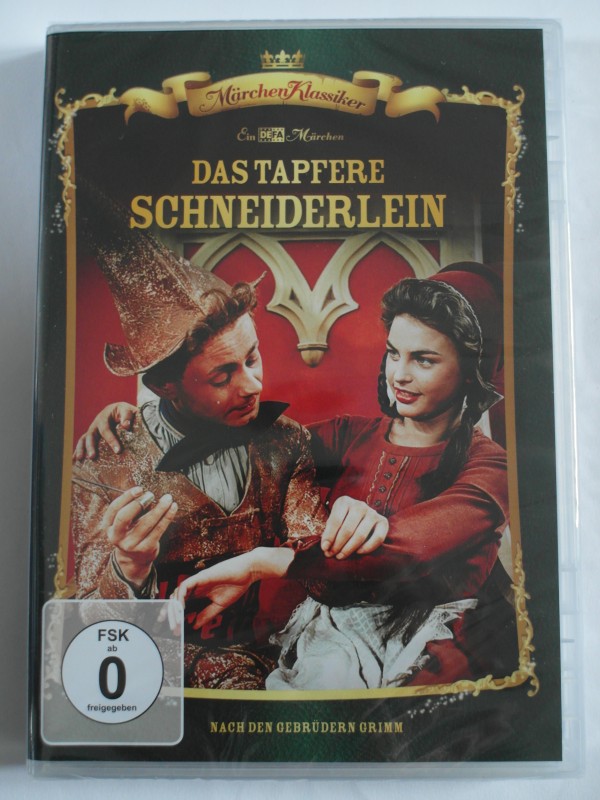 MärchenKlassiker
Ein DEFA Märchen
DAS TAPFERE
SCHNEIDERLEIN
FSK
ab
0
freigegeben
NACH DEN GEBRÜDERN GRIMM